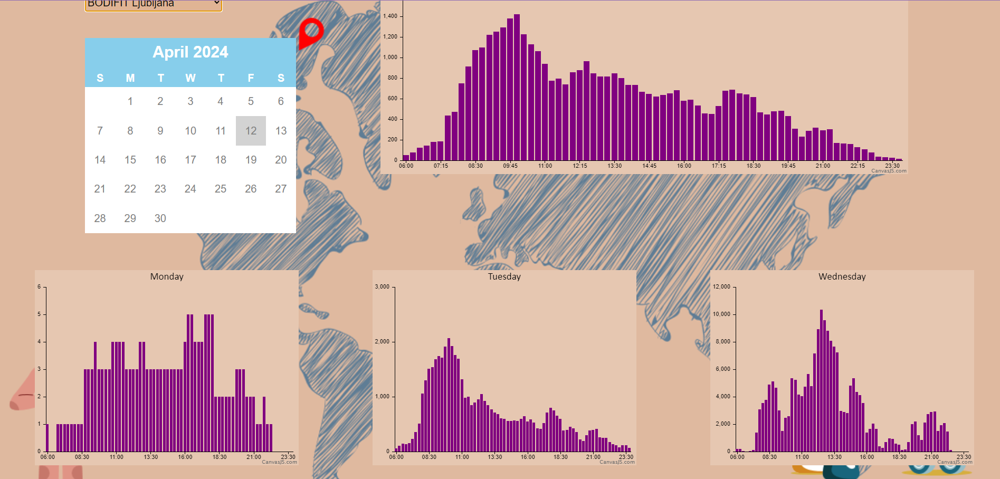 BODIFIT Ljubljana
April 2024
S M T W T F S
1 2 3 4 5 6
7 8 9 10 11 12 13
14 15 16 17 18 19 20
21 22 23 24 25 26 27
28 29 30
1,400
1,200
1,000
800
600
400
200
0
06:00 07:15 08:30 09:45 11:00 12:15 13:30 14:45 16:00 17:15 18:30 19:45 21:00 22:15 23:30
CanvasJS.com
Monday
6
5
4
3
2
1
0
06:00 08:30 11:00 13:30 16:00 18:30 21:00 23:30
CanvasJS.com
Tuesday
3,000
2,000
1,000
0
06:00 08:30 11:00 13:30 16:00 18:30 21:00 23:30
CanvasJS.com
Wednesday
12,000
10,000
8,000
6,000
4,000
2,000
0
06:00 08:30 11:00 13:30 16:00 18:30 21:00 23:30
CanvasJS.com